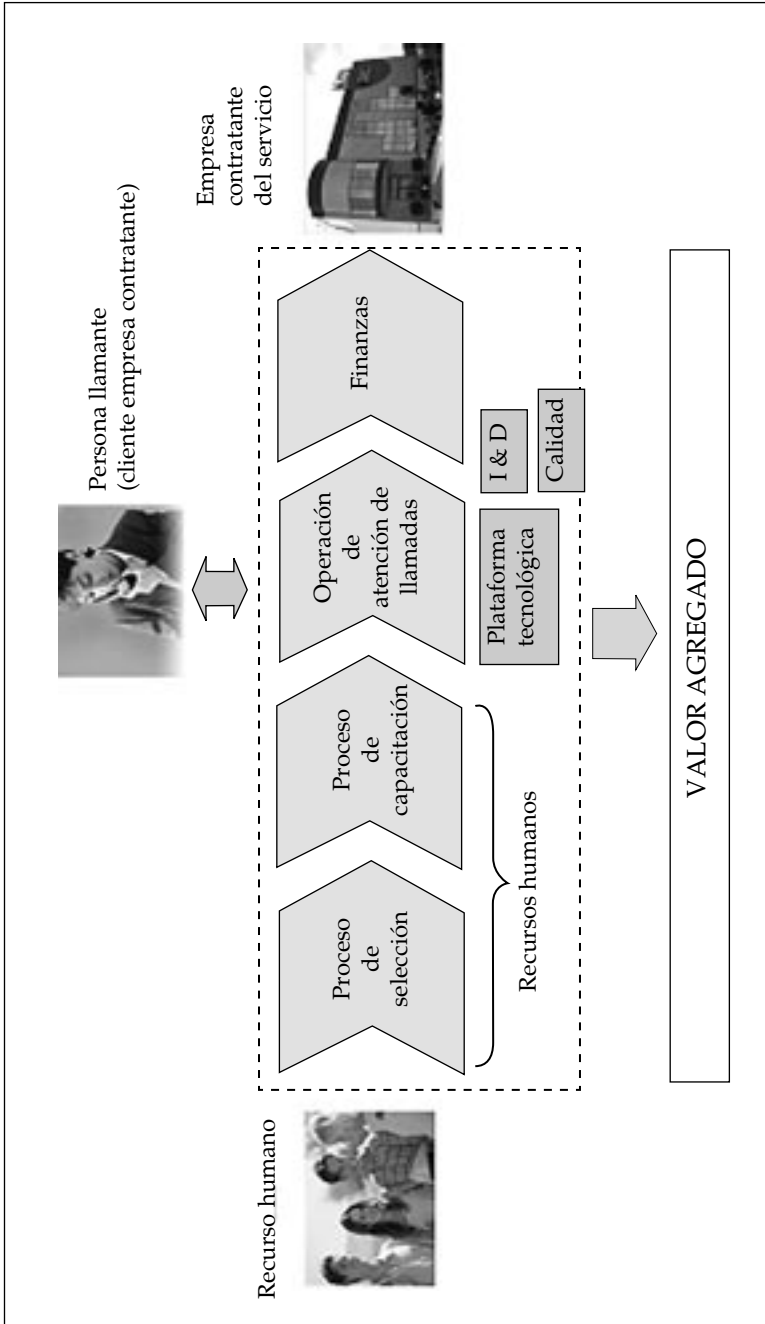 Persona llamante
(cliente empresa contratante)
Empresa
contratante
del servicio
Recurso humano
Proceso
de
selección
Proceso
de
capacitación
Operación
de
atención de
llamadas
Finanzas
Recursos humanos
Plataforma
tecnológica
I & D
Calidad
VALOR AGREGADO